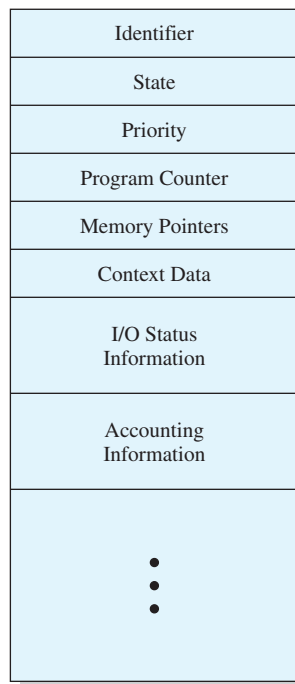 Identifier
State
Priority
Program Counter
Memory Pointers
Context Data
I/O Status
Information
Accounting
Information